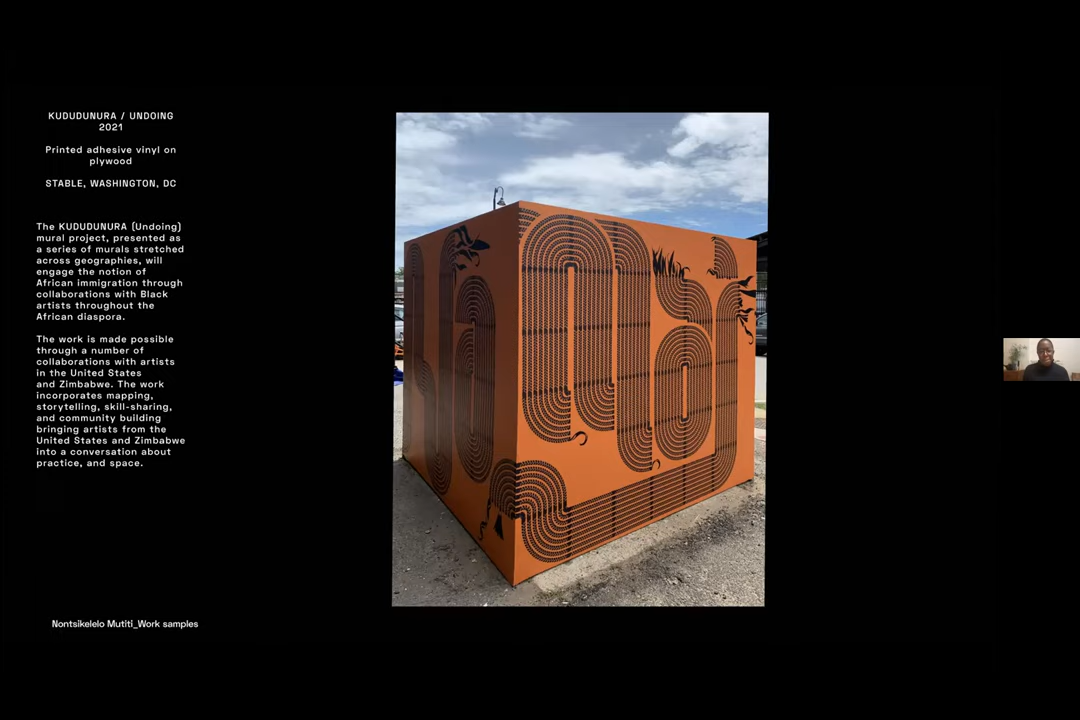 KUDUDUNURA / UNDOING
2021
Printed adhesive vinyl on
plywood
STABLE, WASHINGTON, DC
The KUDUDUNURA (Undoing)
mural project, presented as
a series of murals stretched
across geographies, will
engage the notion of
African immigration through
collaborations with Black
artists throughout the
African diaspora.
The work is made possible
through a number of
collaborations with artists
in the United States
and Zimbabwe. The work
incorporates mapping,
storytelling, skill-sharing,
and community building
bringing artists from the
United States and Zimbabwe
into a conversation about
practice, and space.
Nontsikelelo Mutiti_Work samples